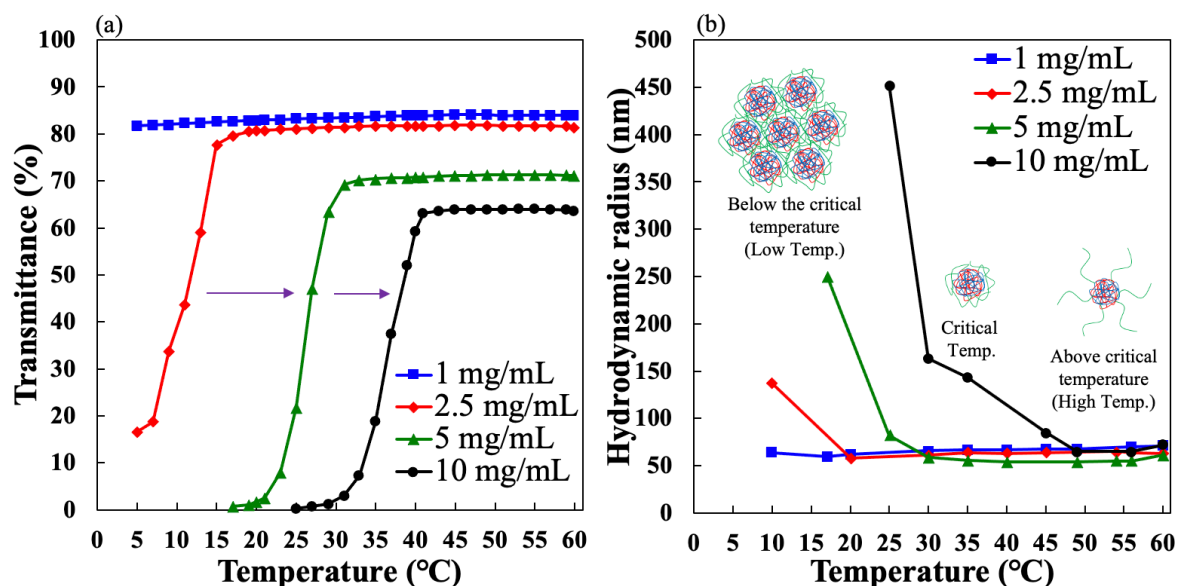 (a)
100
90
80
70
60
50
40
30
20
10
0
Transmittance (%)
1 mg/mL
2.5 mg/mL
5 mg/mL
10 mg/mL
0 5 10 15 20 25 30 35 40 45 50 55 60
Temperature (°C)
(b)
500
450
400
350
300
250
200
150
100
50
0
Hydrodynamic radius (nm)
1 mg/mL
2.5 mg/mL
5 mg/mL
10 mg/mL
Below the critical
temperature
(Low Temp.)
Critical
Temp.
Above critical
temperature
(High Temp.)
0 5 10 15 20 25 30 35 40 45 50 55 60
Temperature (°C)